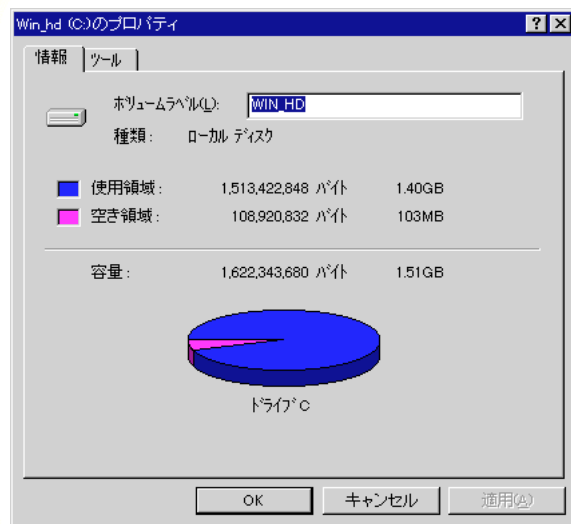 Win_hd (C:)のプロパティ
情報 ツール
ボリュームラベル(L): WIN_HD
種類: ローカル ディスク
使用領域: 1,513,422,848 バイト 1.40GB
空き領域: 108,920,832 バイト 103MB
容量: 1,622,343,680 バイト 1.51GB
ドライブ C
OK キャンセル 適用(A)